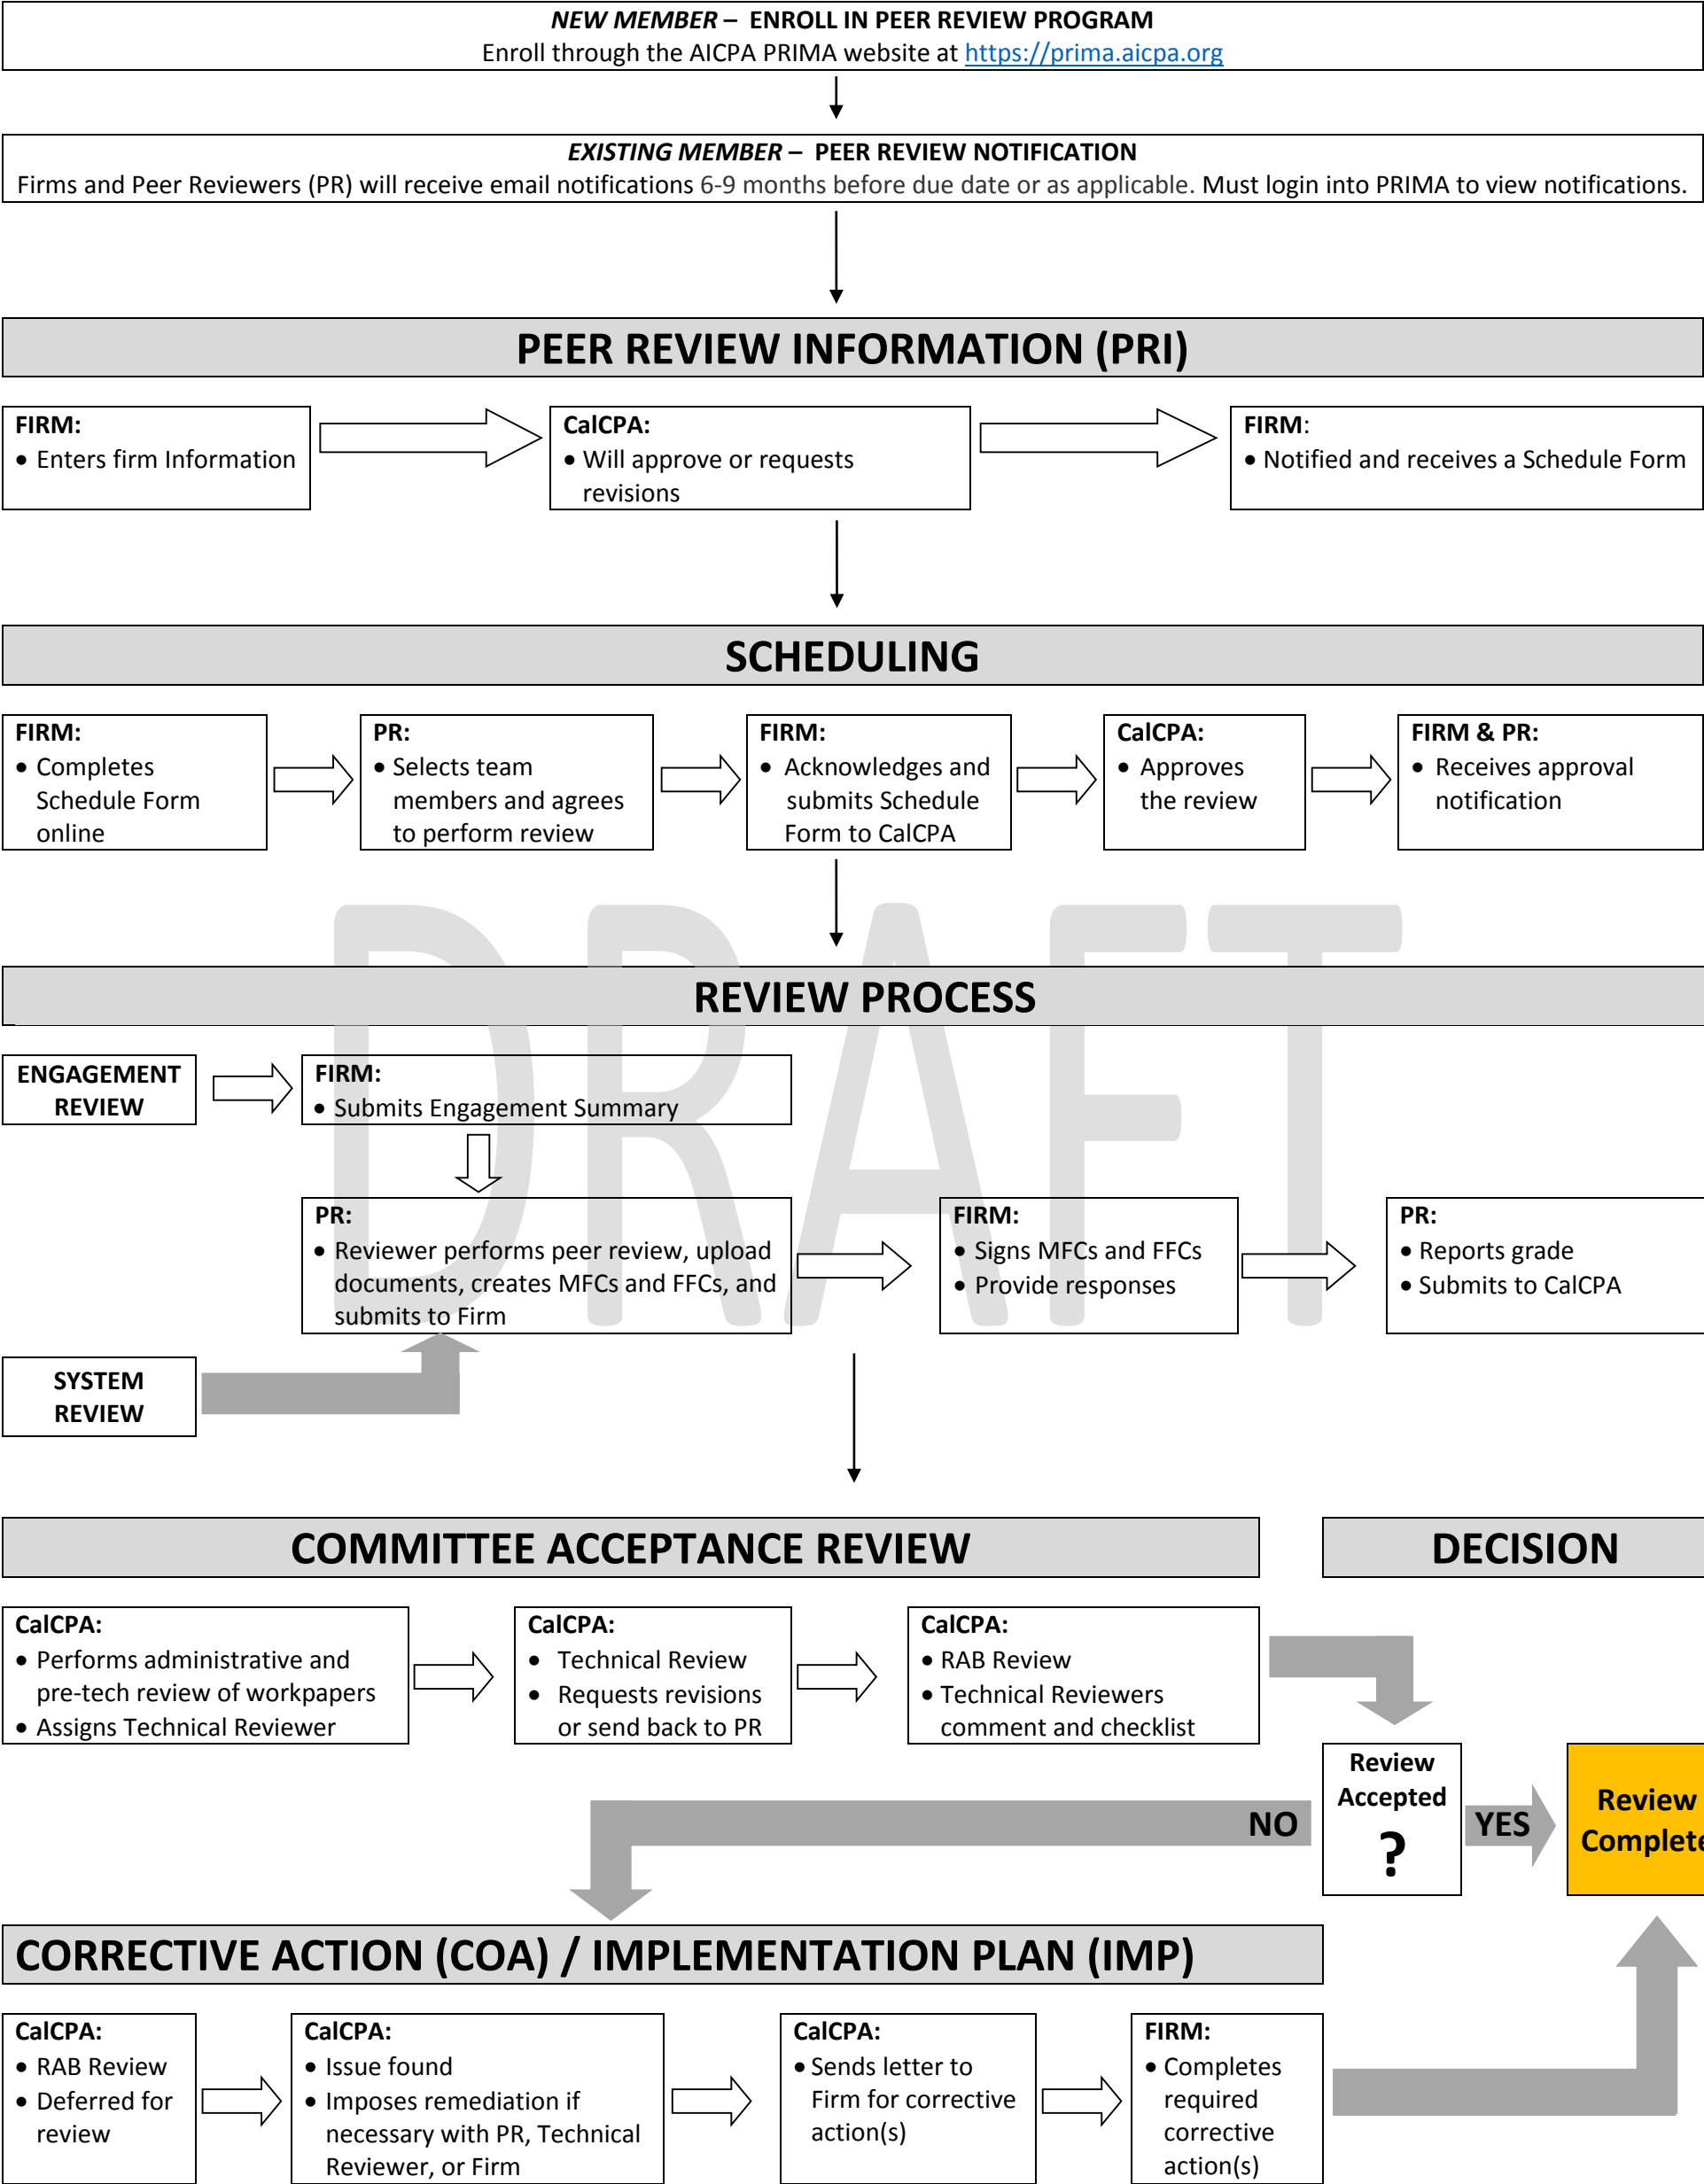 NEW MEMBER – ENROLL IN PEER REVIEW PROGRAM
Enroll through the AICPA PRIMA website at https://prima.aicpa.org
EXISTING MEMBER – PEER REVIEW NOTIFICATION
Firms and Peer Reviewers (PR) will receive email notifications 6-9 months before due date or as applicable. Must login into PRIMA to view notifications.
PEER REVIEW INFORMATION (PRI)
FIRM:
• Enters firm Information
CalCPA:
• Will approve or requests
revisions
FIRM:
• Notified and receives a Schedule Form
SCHEDULING
FIRM:
• Completes
Schedule Form
online
PR:
• Selects team
members and agrees
to perform review
FIRM:
• Acknowledges and
submits Schedule
Form to CalCPA
CalCPA:
• Approves
the review
FIRM & PR:
• Receives approval
notification
DRAFT
REVIEW PROCESS
ENGAGEMENT
REVIEW
FIRM:
• Submits Engagement Summary
PR:
• Reviewer performs peer review, upload
documents, creates MFCs and FFCs, and
submits to Firm
FIRM:
• Signs MFCs and FFCs
• Provide responses
PR:
• Reports grade
• Submits to CalCPA
SYSTEM
REVIEW
COMMITTEE ACCEPTANCE REVIEW
DECISION
CalCPA:
• Performs administrative and
pre-tech review of workpapers
• Assigns Technical Reviewer
CalCPA:
• Technical Review
• Requests revisions
or send back to PR
CalCPA:
• RAB Review
• Technical Reviewers
comment and checklist
Review
Accepted
?
NO
YES
Review
Complete
CORRECTIVE ACTION (COA) / IMPLEMENTATION PLAN (IMP)
CalCPA:
• RAB Review
• Deferred for
review
CalCPA:
• Issue found
• Imposes remediation if
necessary with PR, Technical
Reviewer, or Firm
CalCPA:
• Sends letter to
Firm for corrective
action(s)
FIRM:
• Completes
required
corrective
action(s)